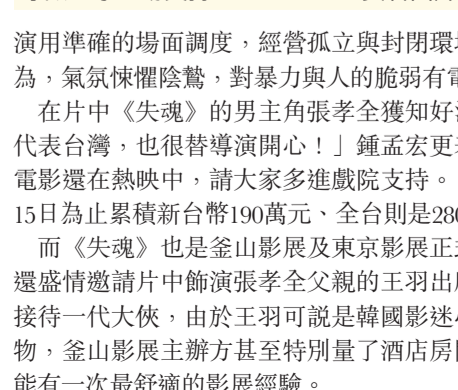 演用準確的場面調度，經營孤立與封閉環
為，氣氛悚懼陰鷙，對暴力與人的脆弱有
在片中《失魂》的男主角張孝全獲知好
代表台灣，也很替導演開心！」鍾孟宏更
電影還在熱映中，請大家多進戲院支持。
15日為止累積新台幣190萬元、全台則是28
而《失魂》也是釜山影展及東京影展正
還盛情邀請片中飾演張孝全父親的王羽出
接待一代大俠，由於王羽可說是韓國影迷
物，釜山影展主辦方甚至特別量了酒店房
能有一次最舒適的影展經驗。